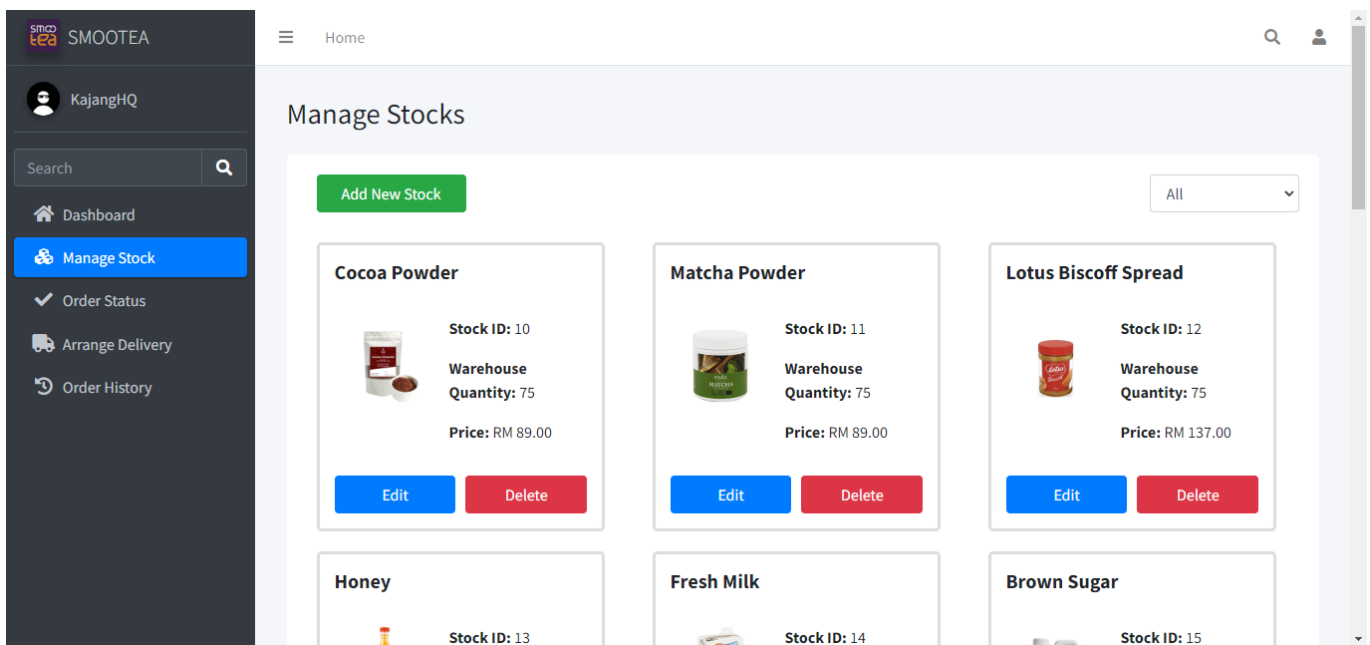 smoo
tea
SMOOTEA
Home
KajangHQ
Search
Dashboard
Manage Stock
Order Status
Arrange Delivery
Order History
Manage Stocks
Add New Stock
All
Cocoa Powder
Stock ID: 10
Warehouse
Quantity: 75
Price: RM 89.00
Edit
Delete
Matcha Powder
MATCHA
Stock ID: 11
Warehouse
Quantity: 75
Price: RM 89.00
Edit
Delete
Lotus Biscoff Spread
Lotus
Biscoff
Stock ID: 12
Warehouse
Quantity: 75
Price: RM 137.00
Edit
Delete
Honey
Stock ID: 13
Fresh Milk
Stock ID: 14
Brown Sugar
Stock ID: 15